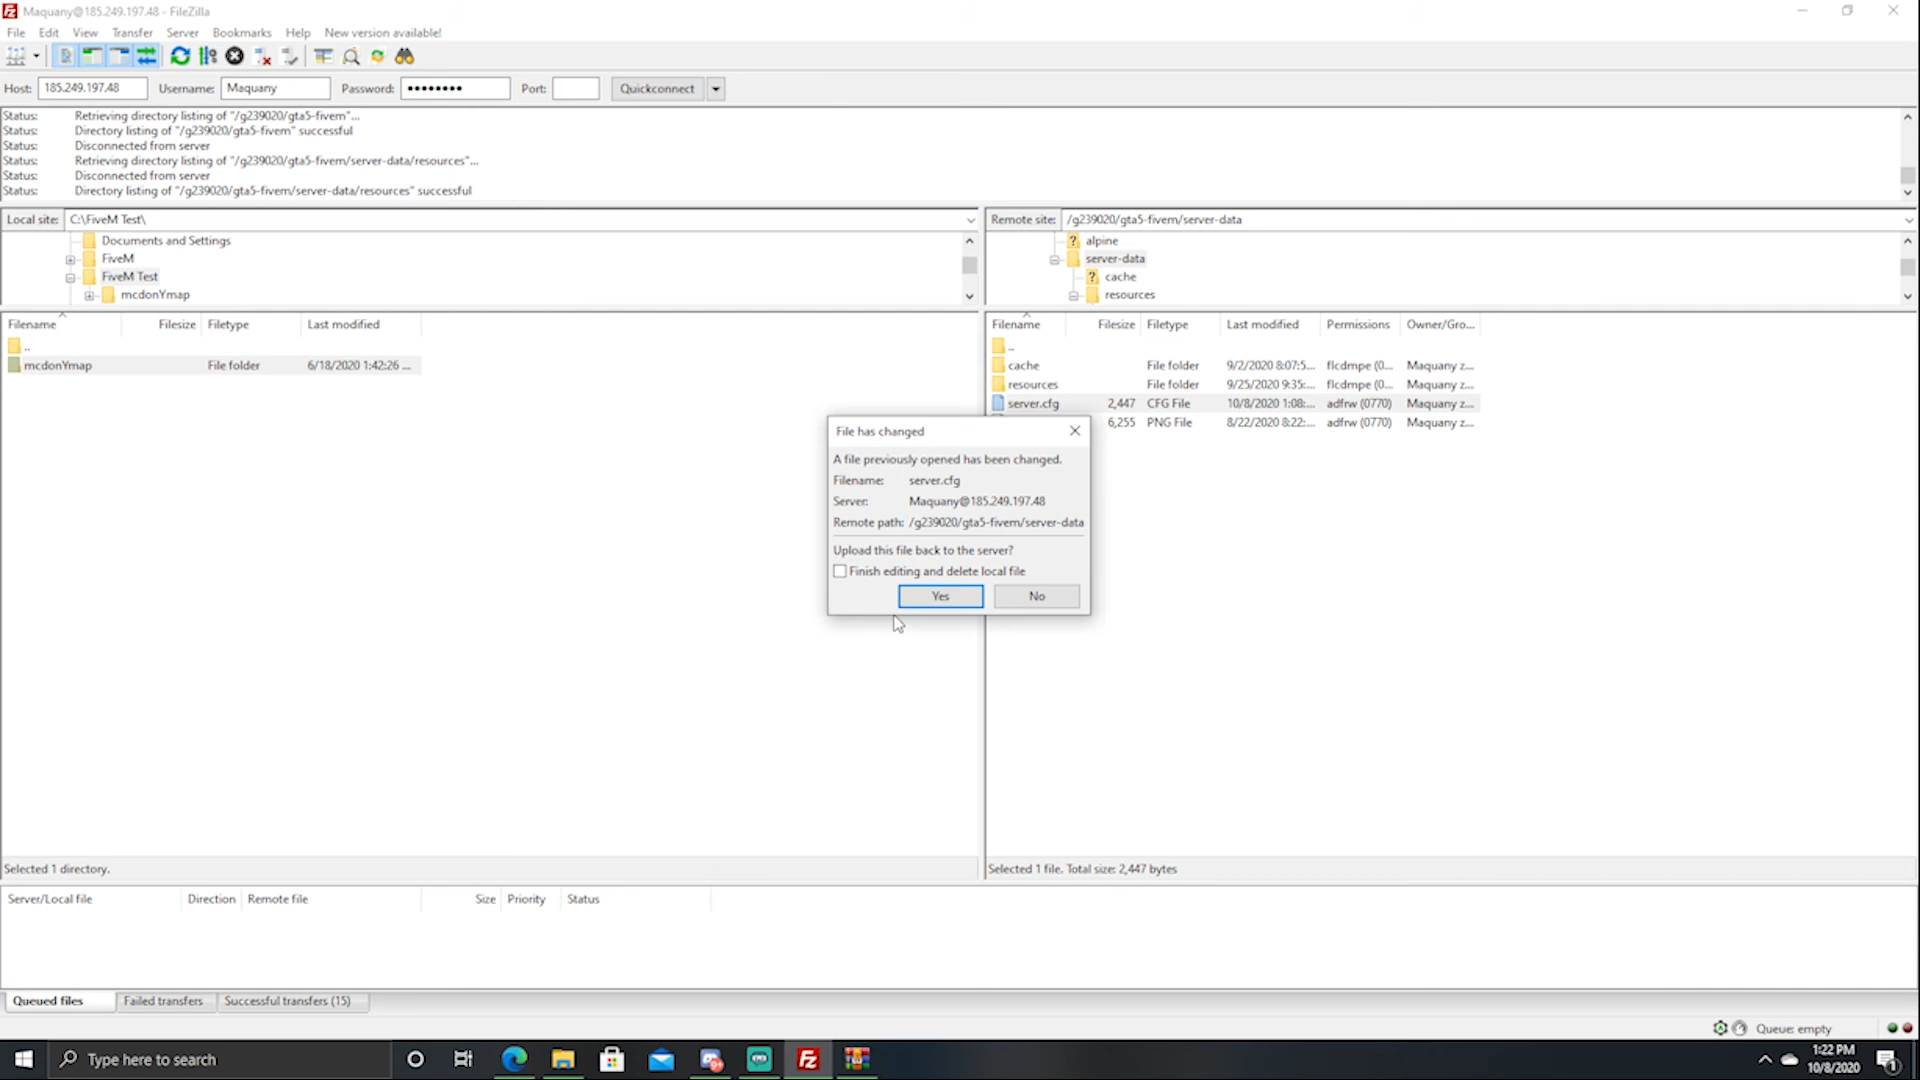 Maquany@185.249.197.48 - FileZilla
File Edit View Transfer Server Bookmarks Help New version available!
Host: 185.249.197.48 Username: Maquany Password: •••••••• Port: Quickconnect
Status: Retrieving directory listing of "/g239020/gta5-fivem"...
Status: Directory listing of "/g239020/gta5-fivem" successful
Status: Disconnected from server
Status: Retrieving directory listing of "/g239020/gta5-fivem/server-data/resources"...
Status: Disconnected from server
Status: Directory listing of "/g239020/gta5-fivem/server-data/resources" successful
Local site: C:\FiveM Test\
Documents and Settings
FiveM
FiveM Test
mcdonYmap
Filename Filesize Filetype Last modified
..
mcdonYmap File folder 6/18/2020 1:42:26 ...
Selected 1 directory.
Remote site: /g239020/gta5-fivem/server-data
? alpine
server-data
? cache
resources
Filename Filesize Filetype Last modified Permissions Owner/Gro...
..
cache File folder 9/2/2020 8:07:5... flcdmpe (0... Maquany z...
resources File folder 9/25/2020 9:35:... flcdmpe (0... Maquany z...
server.cfg 2,447 CFG File 10/8/2020 1:08:... adfrw (0770) Maquany z...
6,255 PNG File 8/22/2020 8:22:... adfrw (0770) Maquany z...
Selected 1 file. Total size: 2,447 bytes
File has changed
A file previously opened has been changed.
Filename: server.cfg
Server: Maquany@185.249.197.48
Remote path: /g239020/gta5-fivem/server-data
Upload this file back to the server?
Finish editing and delete local file
Yes No
Server/Local file Direction Remote file Size Priority Status
Queued files Failed transfers Successful transfers (15)
Queue: empty
Type here to search
1:22 PM
10/8/2020
1